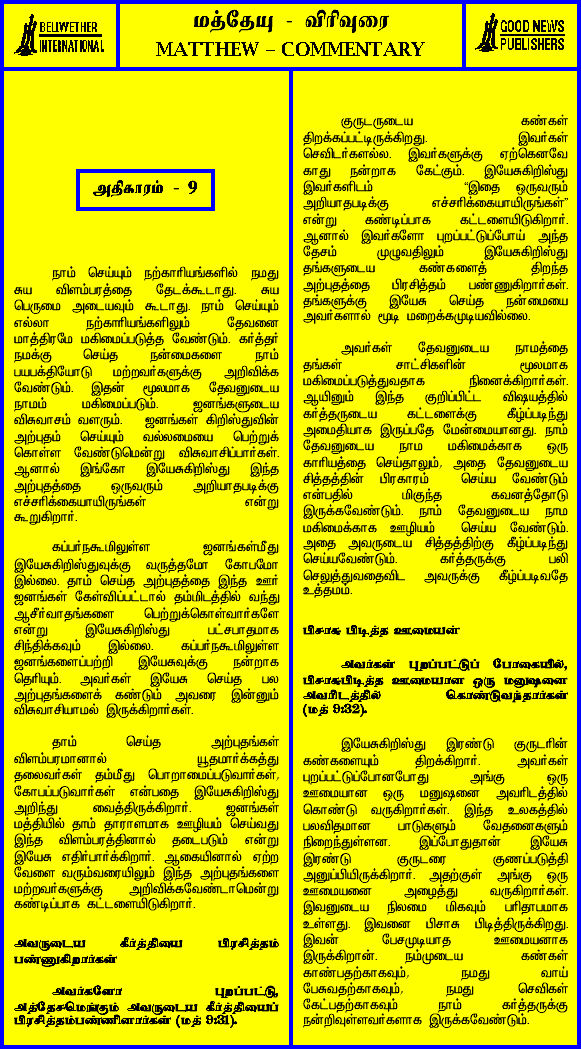 BELIWETHER
INTERNATIONAL
மத்தேயு - விரிவுரை
MATTHEW – COMMENTARY
GOOD NEWS
PUBLISHERS
அதிகாரம் - 9
நாம் செய்யும் நற்காரியங்களில் நமது
சுய விளம்பரத்தை தேடக்கூடாது. சுய
பெருமை அடையவும் கூடாது. நாம் செய்யும்
எல்லா நற்காரியங்களிலும் தேவனை
மாத்திரமே மகிமைப்படுத்த வேண்டும். கர்த்தர்
நமக்கு செய்த நன்மைகளை நாம்
பயபக்தியோடு மற்றவர்களுக்கு அறிவிக்க
வேண்டும். இதன் மூலமாக தேவனுடைய
நாமம் மகிமைப்படும். ஜனங்களுடைய
விசுவாசம் வளரும். ஜனங்கள் கிறிஸ்துவின்
அற்புதம் செய்யும் வல்லமையை பெற்றுக்
கொள்ள வேண்டுமென்று விசுவாசிப்பார்கள்.
ஆனால் இங்கோ இயேசுகிறிஸ்து இந்த
அற்புதத்தை ஒருவரும் அறியாதபடிக்கு
எச்சரிக்கையாயிருங்கள் என்று
கூறுகிறார்.
கப்பர்நகூமிலுள்ள ஜனங்கள்மீது
இயேசுகிறிஸ்துவுக்கு வருத்தமோ கோபமோ
இல்லை. தாம் செய்த அற்புதத்தை இந்த ஊர்
ஜனங்கள் கேள்விப்பட்டால் தம்மிடத்தில் வந்து
ஆசீர்வாதங்களை பெற்றுக்கொள்வார்களே
என்று இயேசுகிறிஸ்து பட்சபாதமாக
சிந்திக்கவும் இல்லை. கப்பர்நகூமிலுள்ள
ஜனங்களைப்பற்றி இயேசுவுக்கு நன்றாக
தெரியும். அவர்கள் இயேசு செய்த பல
அற்புதங்களைக் கண்டும் அவரை இன்னும்
விசுவாசியாமல் இருக்கிறார்கள்.
தாம் செய்த அற்புதங்கள்
விளம்பரமானால் யூதமார்க்கத்து
தலைவர்கள் தம்மீது பொறாமைப்படுவார்கள்,
கோபப்படுவார்கள் என்பதை இயேசுகிறிஸ்து
அறிந்து வைத்திருக்கிறார். ஜனங்கள்
மத்தியில் தாம் தாராளமாக ஊழியம் செய்வது
இந்த விளம்பரத்தினால் தடைபடும் என்று
இயேசு எதிர்பார்க்கிறார். ஆகையினால் ஏற்ற
வேளை வரும்வரையிலும் இந்த அற்புதங்களை
மற்றவர்களுக்கு அறிவிக்கவேண்டாமென்று
கண்டிப்பாக கட்டளையிடுகிறார்.
அவருடைய கீர்த்தியை பிரசித்தம்
பண்ணுகிறார்கள்
அவர்களோ புறப்பட்டு,
அத்தேசமெங்கும் அவருடைய கீர்த்தியைப்
பிரசித்தம்பண்ணினார்கள் (மத் 9:31).
குருடருடைய கண்கள்
திறக்கப்பட்டிருக்கிறது. இவர்கள்
செவிடர்களல்ல. இவர்களுக்கு ஏற்கெனவே
காது நன்றாக கேட்கும். இயேசுகிறிஸ்து
இவர்களிடம் “இதை ஒருவரும்
அறியாதபடிக்கு எச்சரிக்கையாயிருங்கள்”
என்று கண்டிப்பாக கட்டளையிடுகிறார்.
ஆனால் இவர்களோ புறப்பட்டுப்போய் அந்த
தேசம் முழுவதிலும் இயேசுகிறிஸ்து
தங்களுடைய கண்களைத் திறந்த
அற்புதத்தை பிரசித்தம் பண்ணுகிறார்கள்.
தங்களுக்கு இயேசு செய்த நன்மையை
அவர்களால் மூடி மறைக்கமுடியவில்லை.
அவர்கள் தேவனுடைய நாமத்தை
தங்கள் சாட்சிகளின் மூலமாக
மகிமைப்படுத்துவதாக நினைக்கிறார்கள்.
ஆயினும் இந்த குறிப்பிட்ட விஷயத்தில்
கர்த்தருடைய கட்டளைக்கு கீழ்ப்படிந்து
அமைதியாக இருப்பதே மேன்மையானது. நாம்
தேவனுடைய நாம மகிமைக்காக ஒரு
காரியத்தை செய்தாலும், அதை தேவனுடைய
சித்தத்தின் பிரகாரம் செய்ய வேண்டும்
என்பதில் மிகுந்த கவனத்தோடு
இருக்கவேண்டும். நாம் தேவனுடைய நாம
மகிமைக்காக ஊழியம் செய்ய வேண்டும்.
அதை அவருடைய சித்தத்திற்கு கீழ்ப்படிந்து
செய்யவேண்டும். கர்த்தருக்கு பலி
செலுத்துவதைவிட அவருக்கு கீழ்ப்படிவதே
உத்தமம்.
பிசாசு பிடித்த ஊமையன்
அவர்கள் புறப்பட்டுப் போகையில்,
பிசாசுபிடித்த ஊமையான ஒரு மனுஷனை
அவரிடத்தில் கொண்டுவந்தார்கள்
(மத் 9:32).
இயேசுகிறிஸ்து இரண்டு குருடரின்
கண்களையும் திறக்கிறார். அவர்கள்
புறப்பட்டுப்போனபோது அங்கு ஒரு
ஊமையான ஒரு மனுஷனை அவரிடத்தில்
கொண்டு வருகிறார்கள். இந்த உலகத்தில்
பலவிதமான பாடுகளும் வேதனைகளும்
நிறைந்துள்ளன. இப்போதுதான் இயேசு
இரண்டு குருடரை குணப்படுத்தி
அனுப்பியிருக்கிறார். அதற்குள் அங்கு ஒரு
ஊமையனை அழைத்து வருகிறார்கள்.
இவனுடைய நிலமை மிகவும் பரிதாபமாக
உள்ளது. இவனை பிசாசு பிடித்திருக்கிறது.
இவன் பேசமுடியாத ஊமையனாக
இருக்கிறான். நம்முடைய கண்கள்
காண்பதற்காகவும், நமது வாய்
பேசுவதற்காகவும், நமது செவிகள்
கேட்பதற்காகவும் நாம் கர்த்தருக்கு
நன்றிவுள்ளவர்களாக இருக்கவேண்டும்.